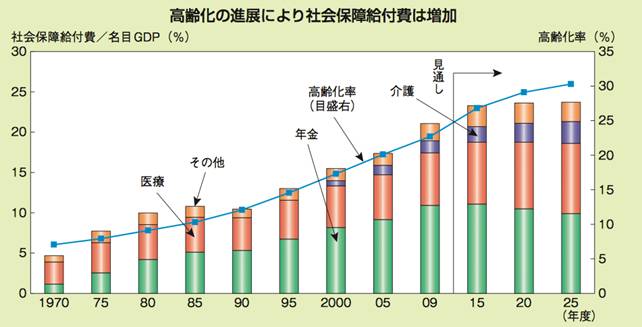 高齢化の進展により社会保障給付費は増加
社会保障給付費／名目GDP（%）
高齢化率（%）
30
25
20
15
10
5
0
35
30
25
20
15
10
5
0
見通し
高齢化率
（目盛右）
介護
年金
その他
医療
1970 75 80 85 90 95 2000 05 09 15 20 25
（年度）